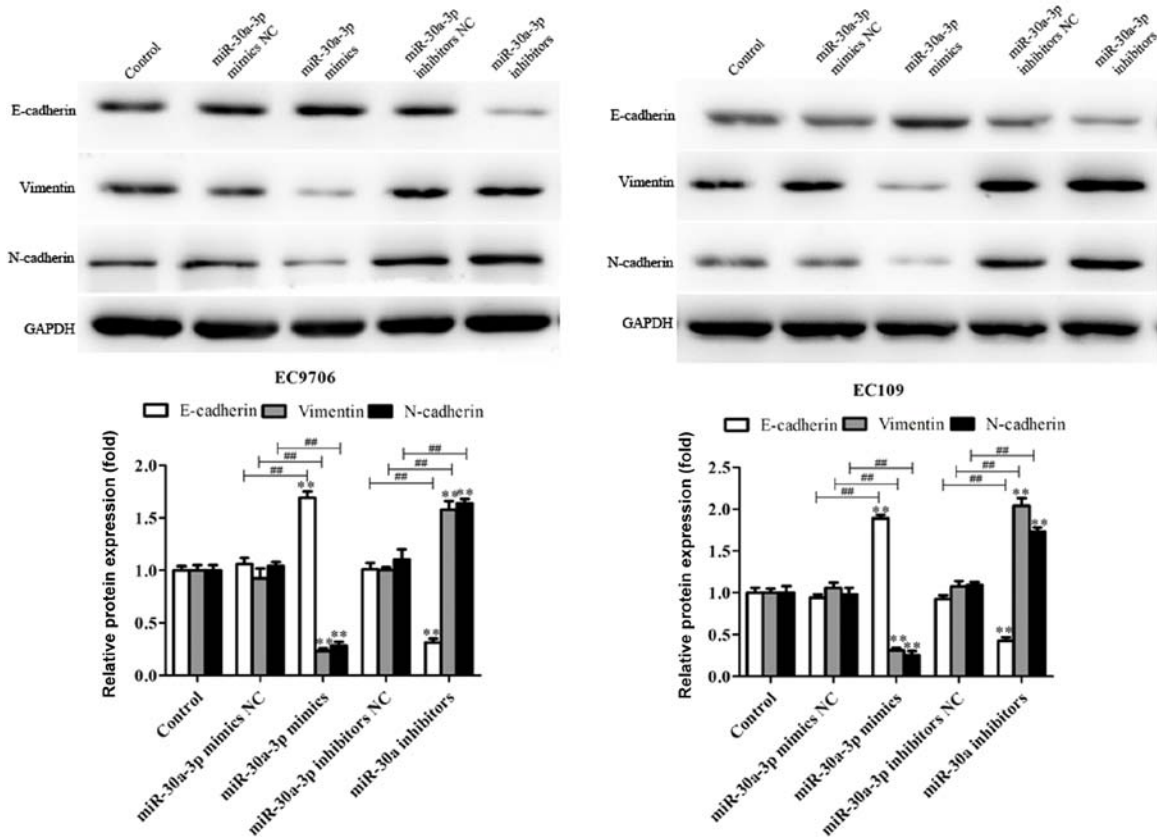 Control
miR-30a-3p
mimics NC
miR-30a-3p
mimics
miR-30a-3p
inhibitors NC
miR-30a-3p
inhibitors
E-cadherin
Vimentin
N-cadherin
GAPDH
EC9706
E-cadherin Vimentin N-cadherin
Relative protein expression (fold)
2.0
1.5
1.0
0.5
0.0
##
##
##
##
##
##
**
**
**
**
**
**
Control
miR-30a-3p mimics NC
miR-30a-3p mimics
miR-30a-3p inhibitors NC
miR-30a inhibitors
Control
miR-30a-3p
mimics NC
miR-30a-3p
mimics
miR-30a-3p
inhibitors NC
miR-30a-3p
inhibitors
E-cadherin
Vimentin
N-cadherin
GAPDH
EC109
E-cadherin Vimentin N-cadherin
Relative protein expression (fold)
2.5
2.0
1.5
1.0
0.5
0.0
##
##
##
##
##
##
**
**
**
**
**
**
Control
miR-30a-3p mimics NC
miR-30a-3p mimics
miR-30a-3p inhibitors NC
miR-30a inhibitors